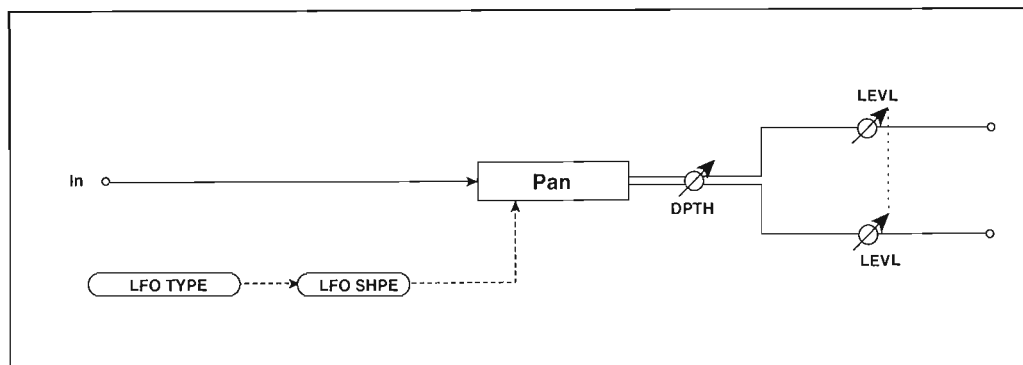 LEVL
In
Pan
DPTH
LEVL
LFO TYPE
LFO SHPE